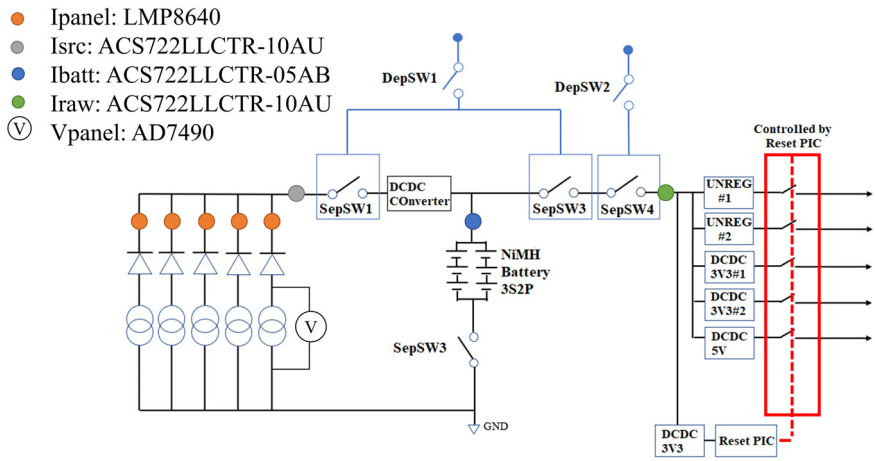 Ipanel: LMP8640
Isrc: ACS722LLCTR-10AU
Ibatt: ACS722LLCTR-05AB
Iraw: ACS722LLCTR-10AU
V Vpanel: AD7490
DepSW1
DepSW2
Controlled by
Reset PIC
SepSW1
DCDC
COnverter
SepSW3
SepSW4
UNREG
#1
UNREG
#2
DCDC
3V3#1
DCDC
3V3#2
DCDC
5V
NiMH
Battery
3S2P
V
SepSW3
GND
DCDC
3V3
Reset PIC